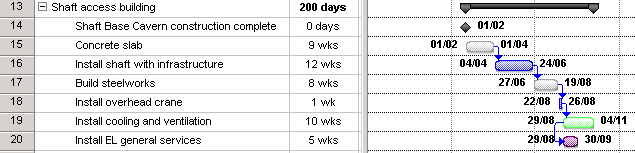 13 Shaft access building 200 days
14 Shaft Base Cavern construction complete 0 days 01/02
15 Concrete slab 9 wks 01/02 01/04
16 Install shaft with infrastructure 12 wks 04/04 24/06
17 Build steelworks 8 wks 27/06 19/08
18 Install overhead crane 1 wk 22/08 26/08
19 Install cooling and ventilation 10 wks 29/08 04/11
20 Install EL general services 5 wks 29/08 30/09